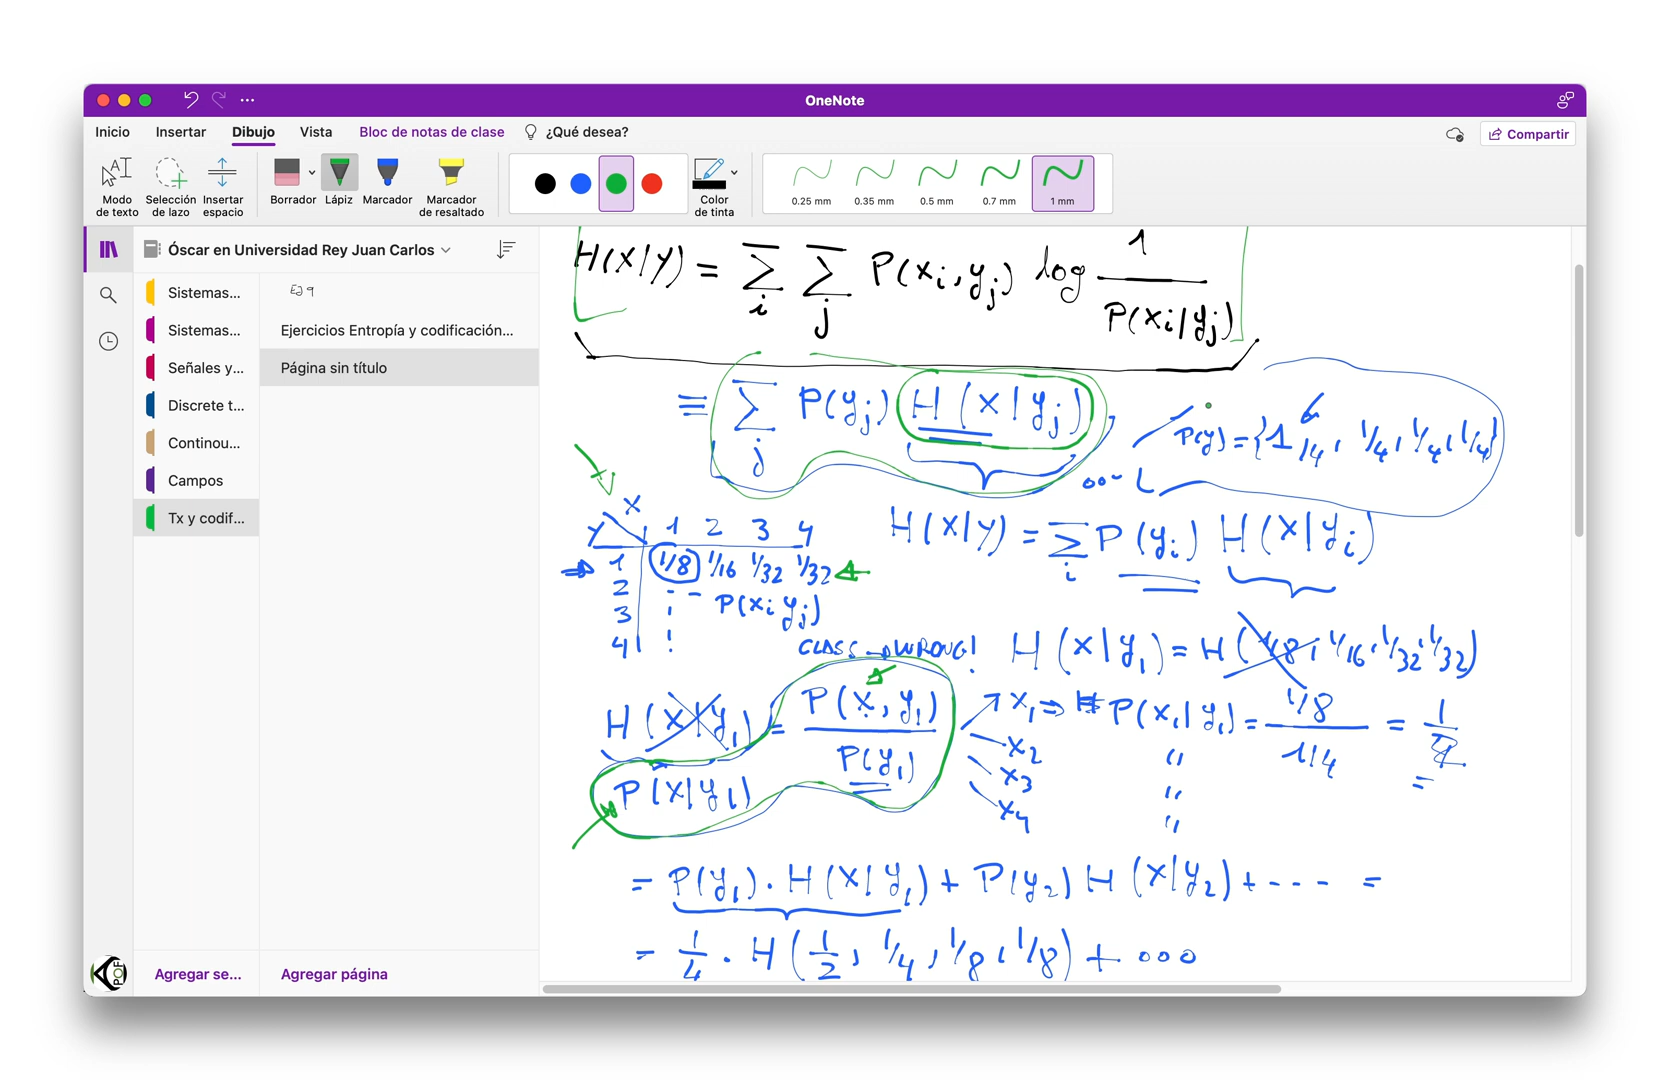 OneNote
Inicio Insertar Dibujo Vista Bloc de notas de clase ¿Qué desea? Compartir
Modo de texto Selección de lazo Insertar espacio Borrador Lápiz Marcador Marcador de resaltado Color de tinta 0.25 mm 0.35 mm 0.5 mm 0.7 mm 1 mm
Óscar en Universidad Rey Juan Carlos
Sistemas...
Sistemas...
Señales y...
Discrete t...
Continou...
Campos
Tx y codif...
Ej 9
Ejercicios Entropía y codificación...
Página sin título
Agregar se... Agregar página
POF
H(X|Y) = Σi Σj P(xi,yj) log 1/P(xi|yj)
≡ Σj P(yj) H(X|yj)
P(y) = {1/4, 1/4, 1/4, 1/4}
X
Y 1 2 3 4
1 1/8 1/16 1/32 1/32
2
3
4
P(xi yj)
H(X|Y) = Σi P(yi) H(X|yi)
CLASS → WRONG!
H(X|y1) = H(1/8, 1/16, 1/32, 1/32)
H(X|y1) = P(X,y1)/P(y1)
P(X|y1)
x1 ⇒ P(x1|y1) = 1/8 / 1/4 = 1/2
x2 "
x3 "
x4 "
= P(y1)·H(X|y1) + P(y2) H(X|y2) + ---- =
= 1/4 · H(1/2, 1/4, 1/8, 1/8) + ...